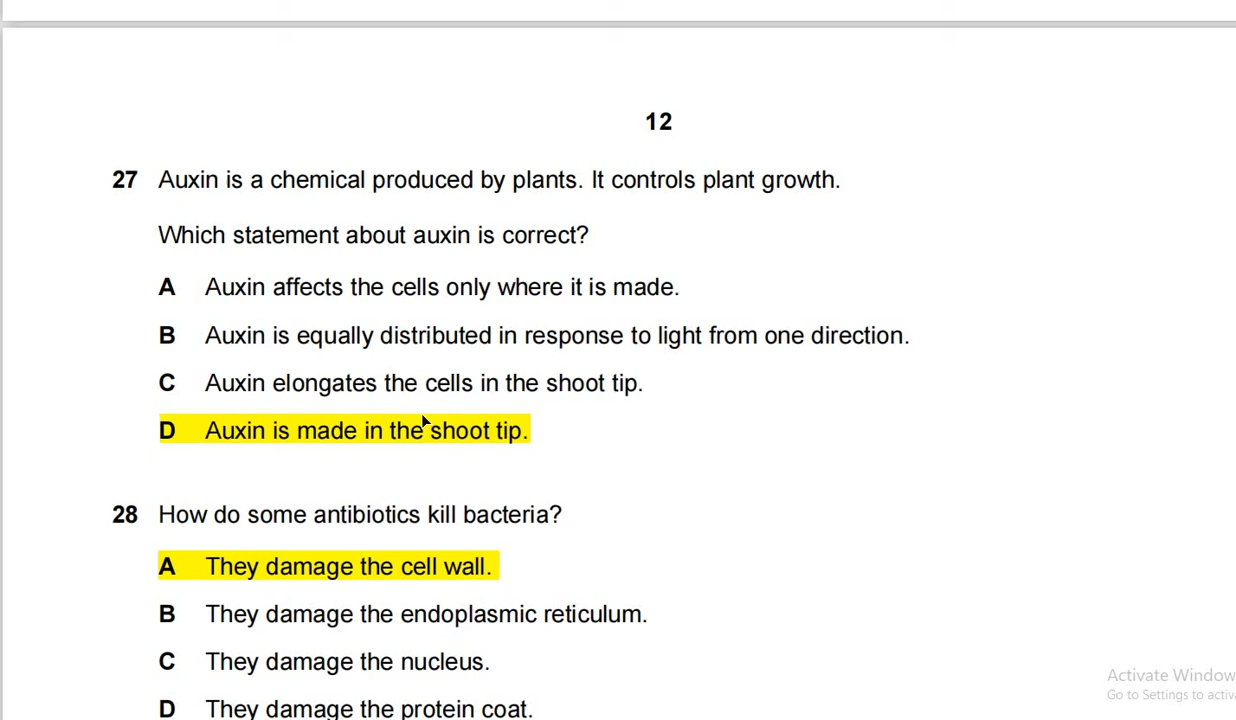 12
27 Auxin is a chemical produced by plants. It controls plant growth.
Which statement about auxin is correct?
A Auxin affects the cells only where it is made.
B Auxin is equally distributed in response to light from one direction.
C Auxin elongates the cells in the shoot tip.
D Auxin is made in the shoot tip.
28 How do some antibiotics kill bacteria?
A They damage the cell wall.
B They damage the endoplasmic reticulum.
C They damage the nucleus.
D They damage the protein coat.
Activate Window
Go to Settings to activa